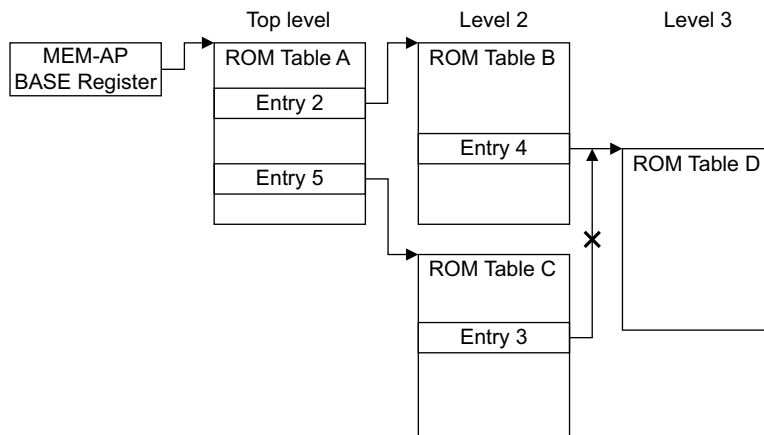 Top level
Level 2
Level 3
MEM-AP
BASE Register
ROM Table A
ROM Table B
Entry 2
Entry 4
ROM Table D
Entry 5
ROM Table C
Entry 3